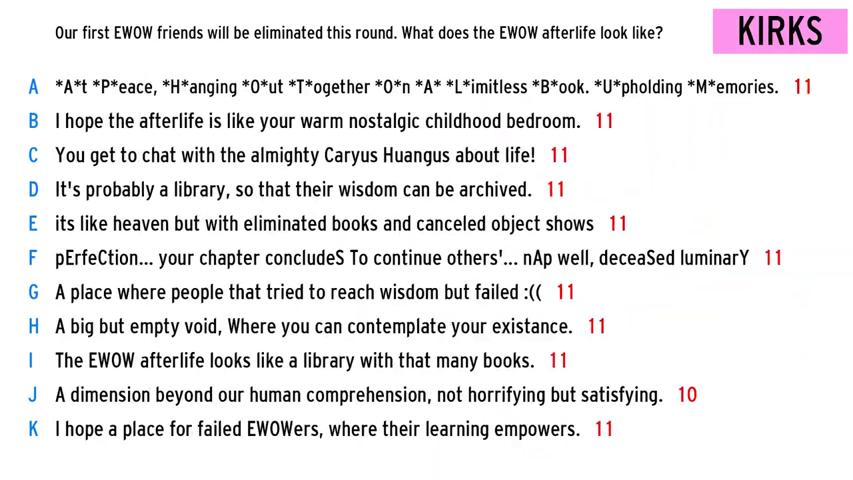 Our first EWOW friends will be eliminated this round. What does the EWOW afterlife look like?
KIRKS
A *A*t *P*eace, *H*anging *O*ut *T*ogether *O*n *A* *L*imitless *B*ook. *U*pholding *M*emories. 11
B I hope the afterlife is like your warm nostalgic childhood bedroom. 11
C You get to chat with the almighty Caryus Huangus about life! 11
D It's probably a library, so that their wisdom can be archived. 11
E its like heaven but with eliminated books and canceled object shows 11
F pErfeCtion... your chapter concludeS To continue others'... nAp well, deceaSed luminarY 11
G A place where people that tried to reach wisdom but failed :(( 11
H A big but empty void, Where you can contemplate your existance. 11
I The EWOW afterlife looks like a library with that many books. 11
J A dimension beyond our human comprehension, not horrifying but satisfying. 10
K I hope a place for failed EWOWers, where their learning empowers. 11